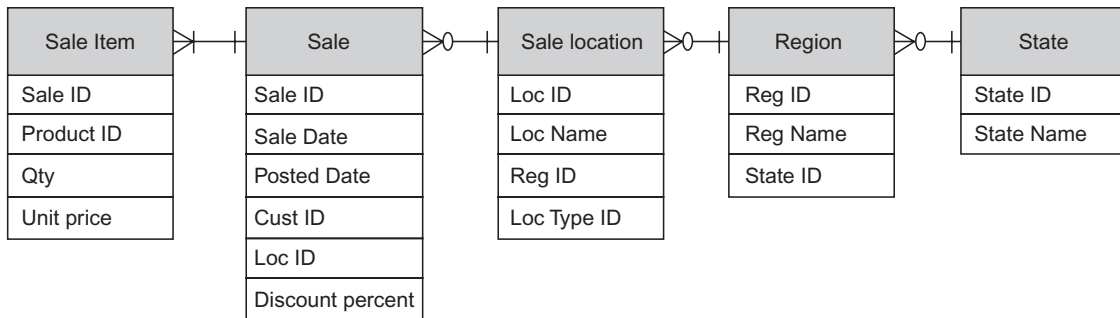 Sale Item
Sale ID
Product ID
Qty
Unit price
Sale
Sale ID
Sale Date
Posted Date
Cust ID
Loc ID
Discount percent
Sale location
Loc ID
Loc Name
Reg ID
Loc Type ID
Region
Reg ID
Reg Name
State ID
State
State ID
State Name